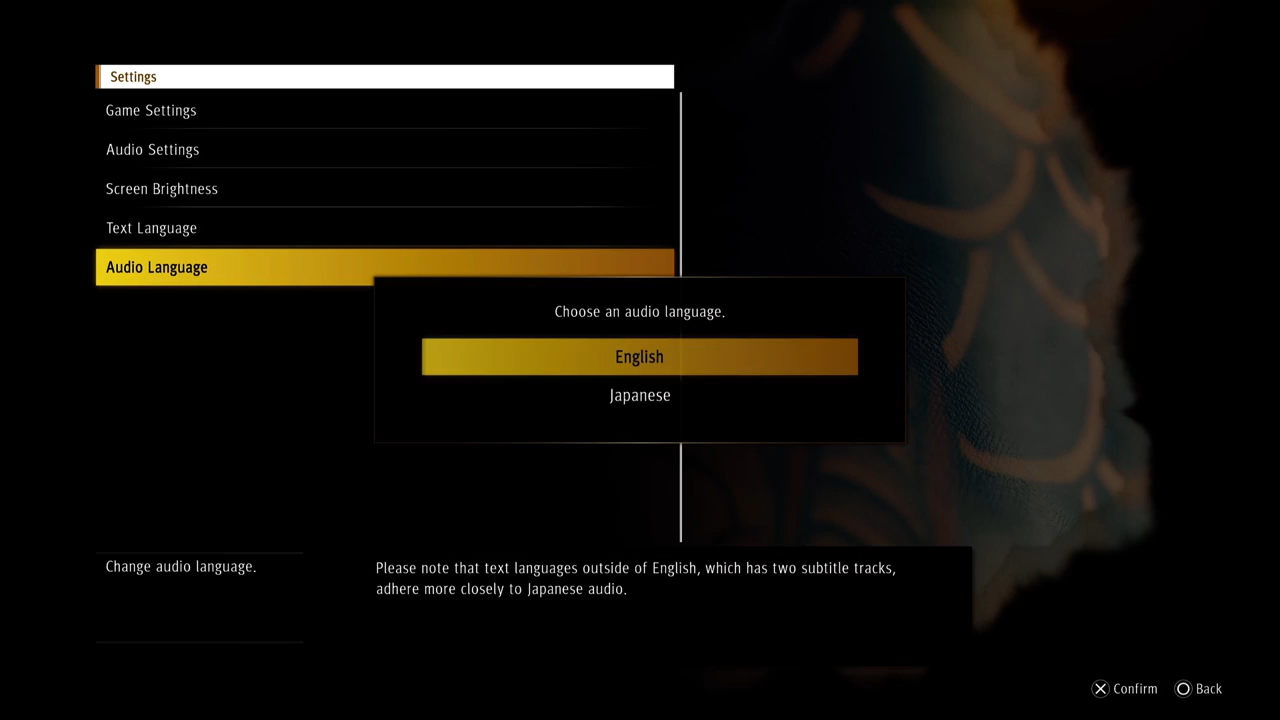 Settings
Game Settings
Audio Settings
Screen Brightness
Text Language
Audio Language
Choose an audio language.
English
Japanese
Change audio language.
Please note that text languages outside of English, which has two subtitle tracks,
adhere more closely to Japanese audio.
Confirm Back